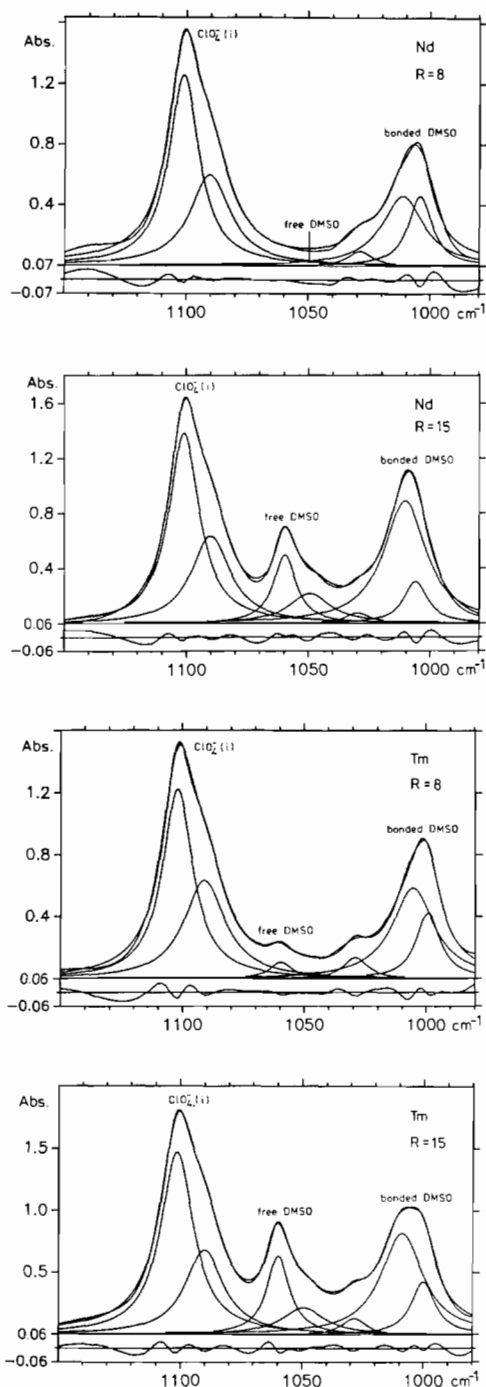 Abs.
ClO₄⁻(i)
Nd
R=8
1.2
bonded DMSO
0.4
free DMSO
0.07
-0.07
1100 1050 1000 cm⁻¹
Abs.
ClO₄⁻(i)
1.6
Nd
R=15
1.2
bonded DMSO
0.8
free DMSO
0.4
0.06
-0.06
1100 1050 1000 cm⁻¹
Abs.
ClO₄⁻(i)
Tm
R=8
1.2
bonded DMSO
0.8
0.4
free DMSO
0.06
-0.06
1100 1050 1000 cm⁻¹
Abs.
ClO₄⁻(i)
Tm
R=15
1.5
bonded DMSO
free DMSO
1.0
0.5
0.06
-0.06
1100 1050 1000 cm⁻¹